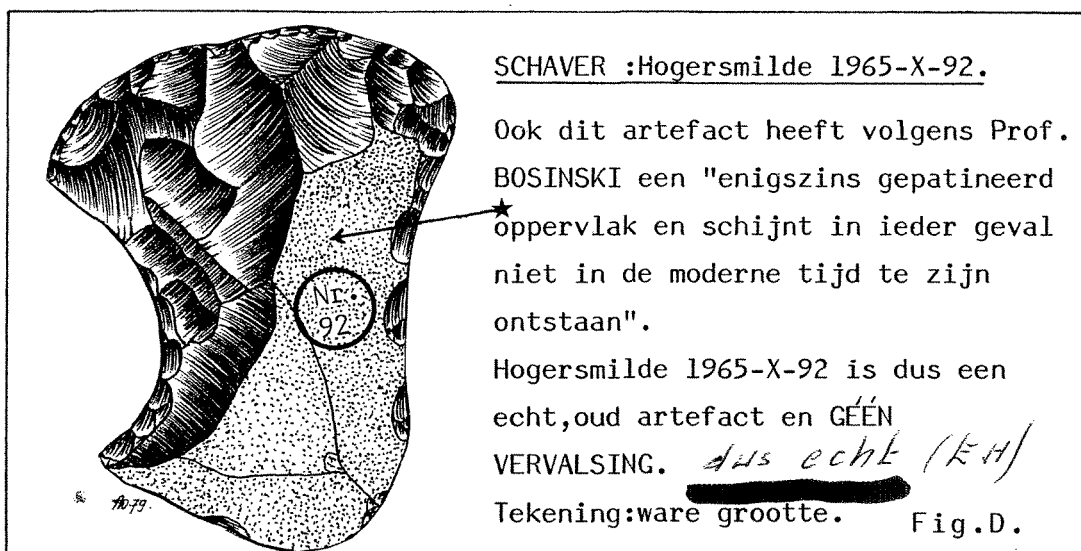 SCHAVER :Hogersmilde 1965-X-92.
Ook dit artefact heeft volgens Prof.
BOSINSKI een "enigszins gepatineerd
oppervlak en schijnt in ieder geval
niet in de moderne tijd te zijn
ontstaan".
Hogersmilde 1965-X-92 is dus een
echt,oud artefact en GÉÉN
VERVALSING. dus echt (EH)
Tekening:ware grootte. Fig.D.
Nr.
92